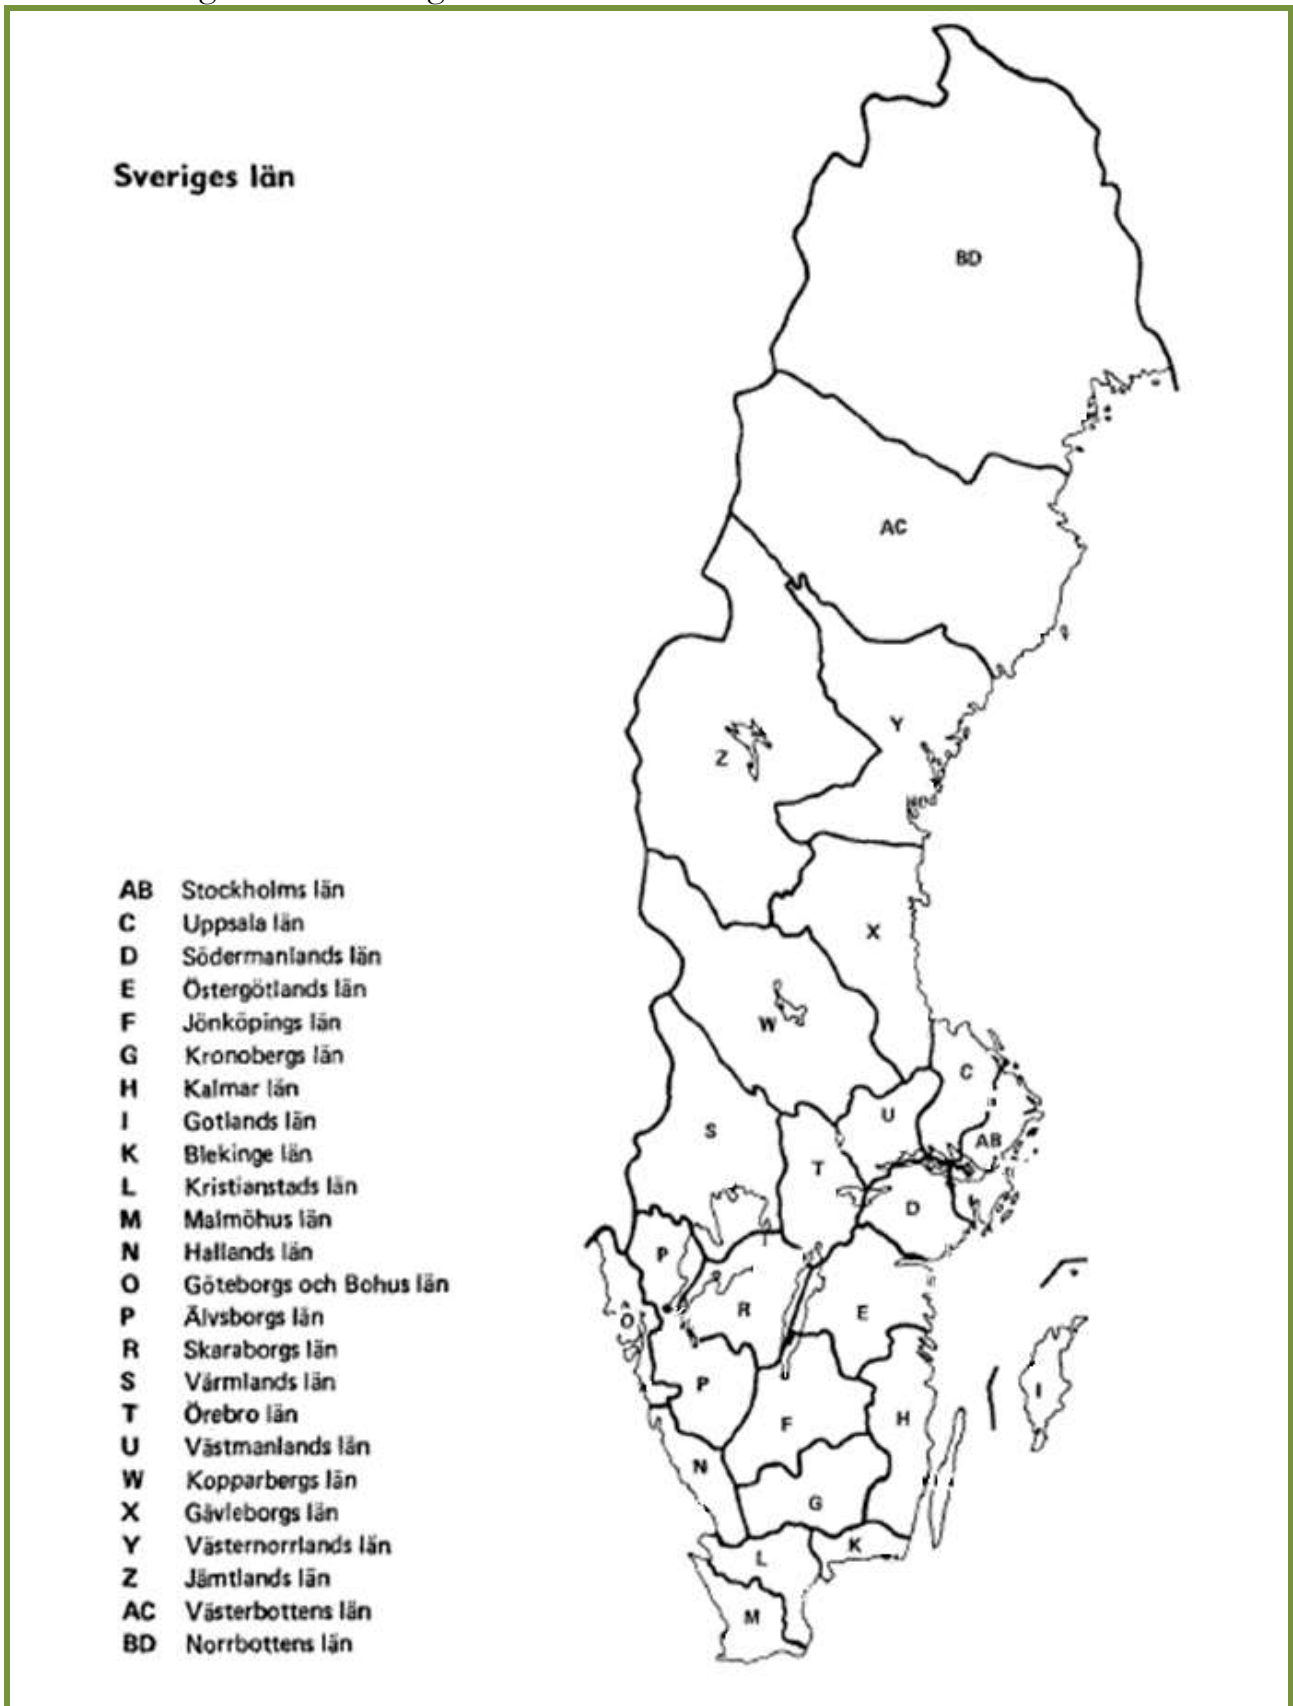 Sveriges län
AB Stockholms län
C Uppsala län
D Södermanlands län
E Östergötlands län
F Jönköpings län
G Kronobergs län
H Kalmar län
I Gotlands län
K Blekinge län
L Kristianstads län
M Malmöhus län
N Hallands län
O Göteborgs och Bohus län
P Älvsborgs län
R Skaraborgs län
S Värmlands län
T Örebro län
U Västmanlands län
W Kopparbergs län
X Gävleborgs län
Y Västernorrlands län
Z Jämtlands län
AC Västerbottens län
BD Norrbottens län
BD
AC
Y
Z
X
W
C
U
S
AB
T
D
P
R
E
O
P
I
F
H
N
G
K
L
M